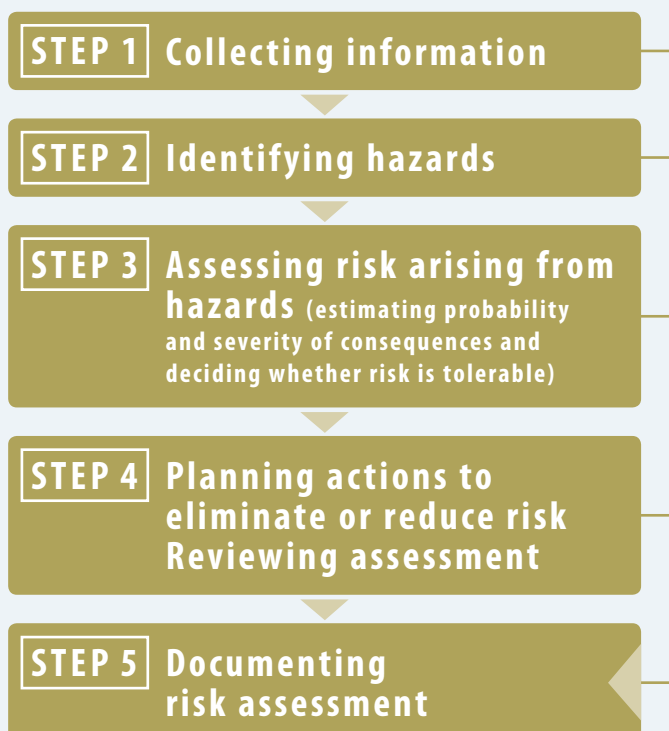 STEP 1 Collecting information
STEP 2 Identifying hazards
STEP 3 Assessing risk arising from
hazards (estimating probability
and severity of consequences and
deciding whether risk is tolerable)
STEP 4 Planning actions to
eliminate or reduce risk
Reviewing assessment
STEP 5 Documenting
risk assessment